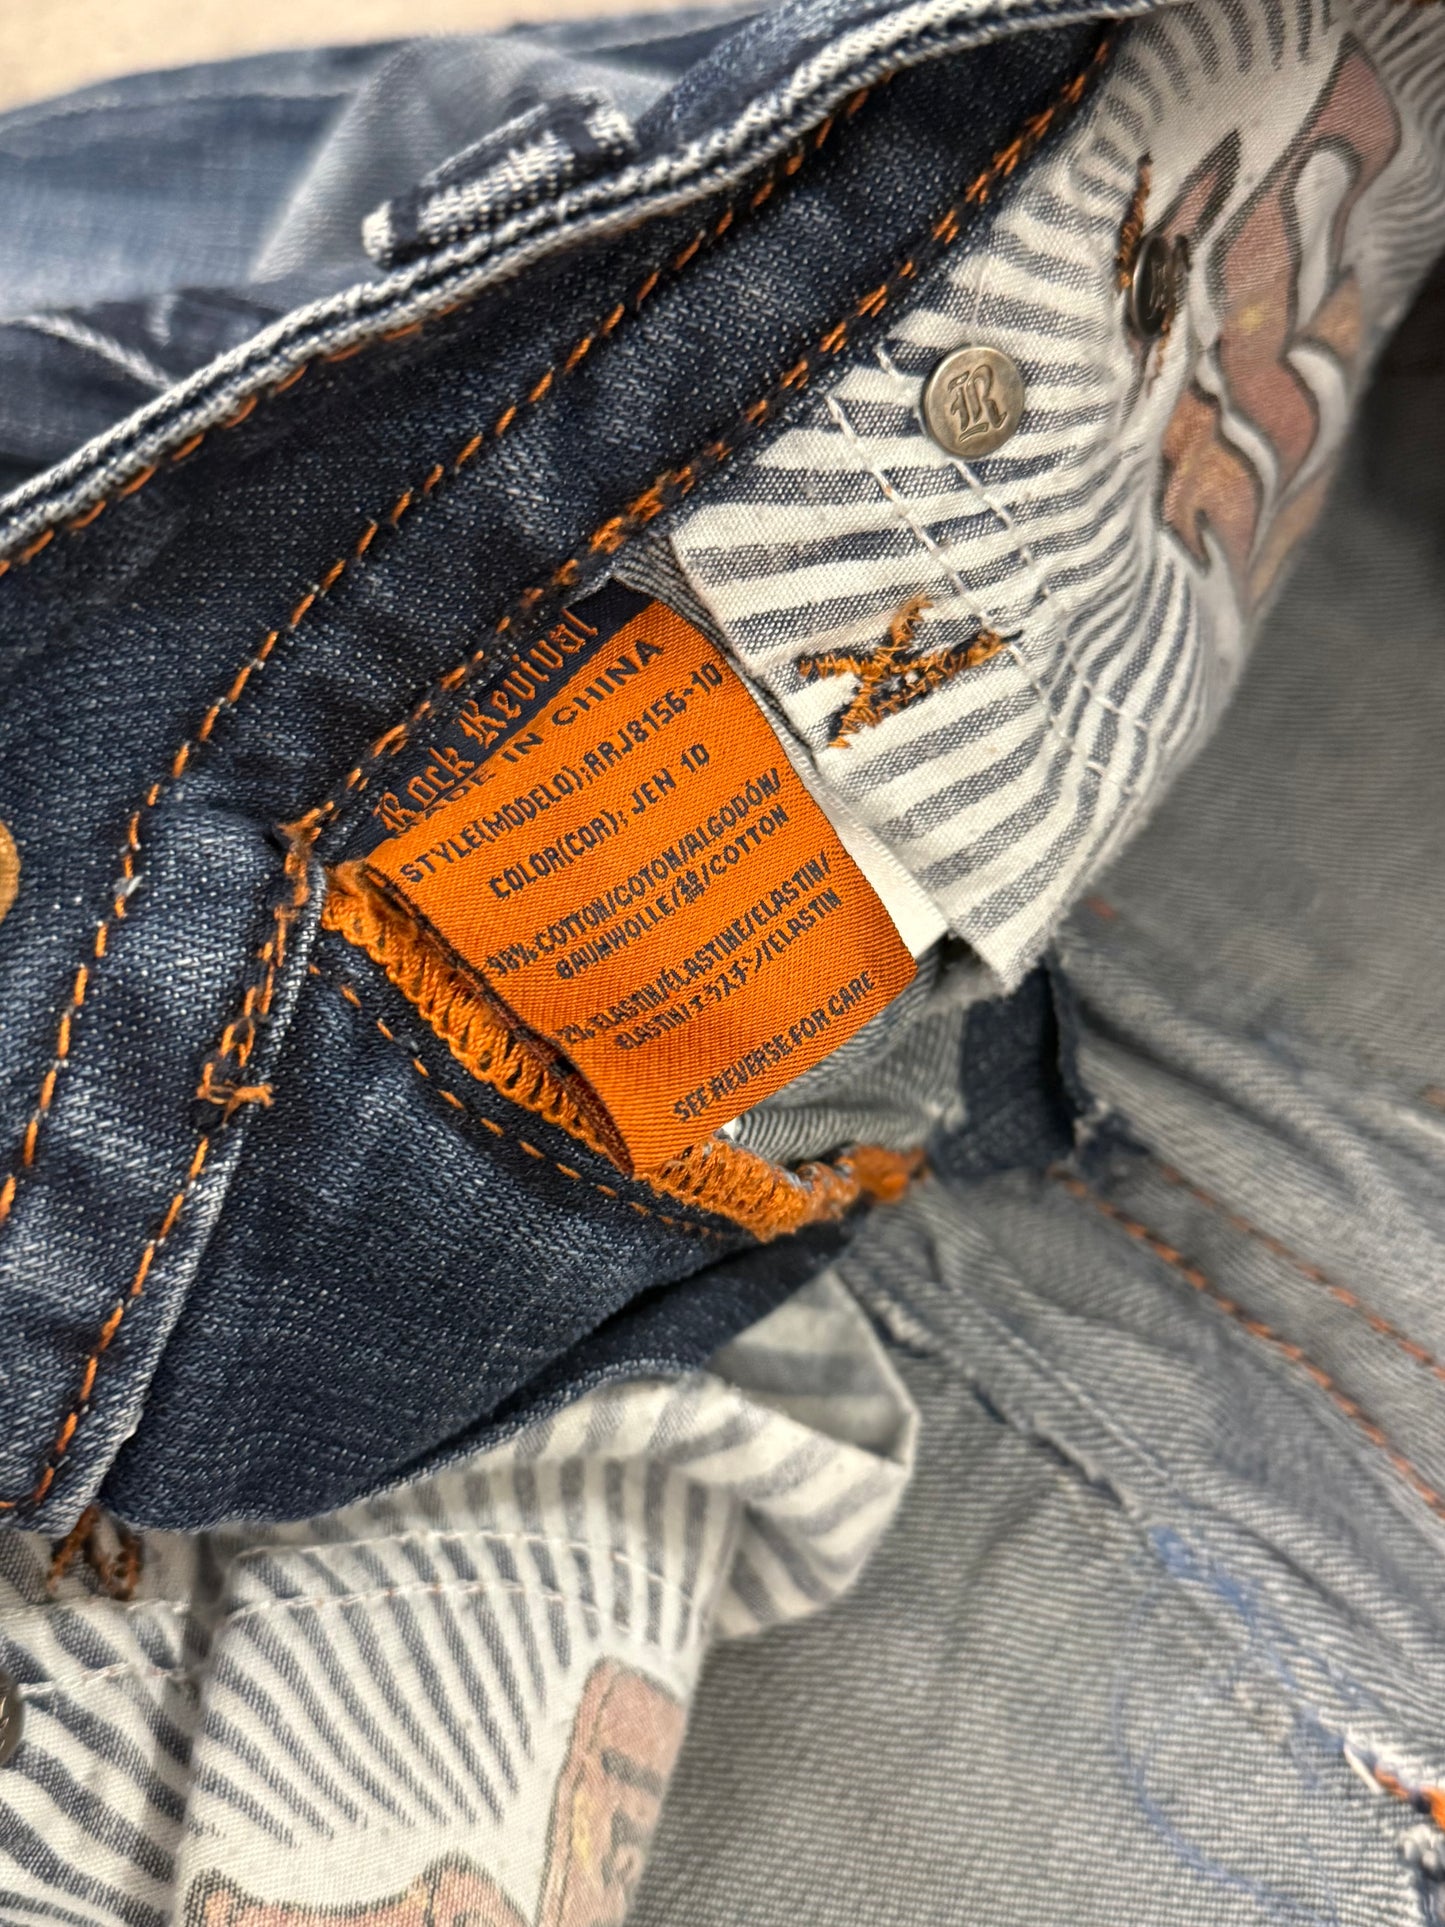 Rock Revival
MADE IN CHINA
STYLE(MODELO);RRJ8156-10
COLOR(COR); JEN 10
98% COTTON/COTON/ALGODÓN/
BAUMWOLLE/綿/COTTON
2% ELASTIN/ÉLASTINE/ELASTIN/
ELASTIN/エラスチン/ELASTIN
SEE REVERSE FOR CARE